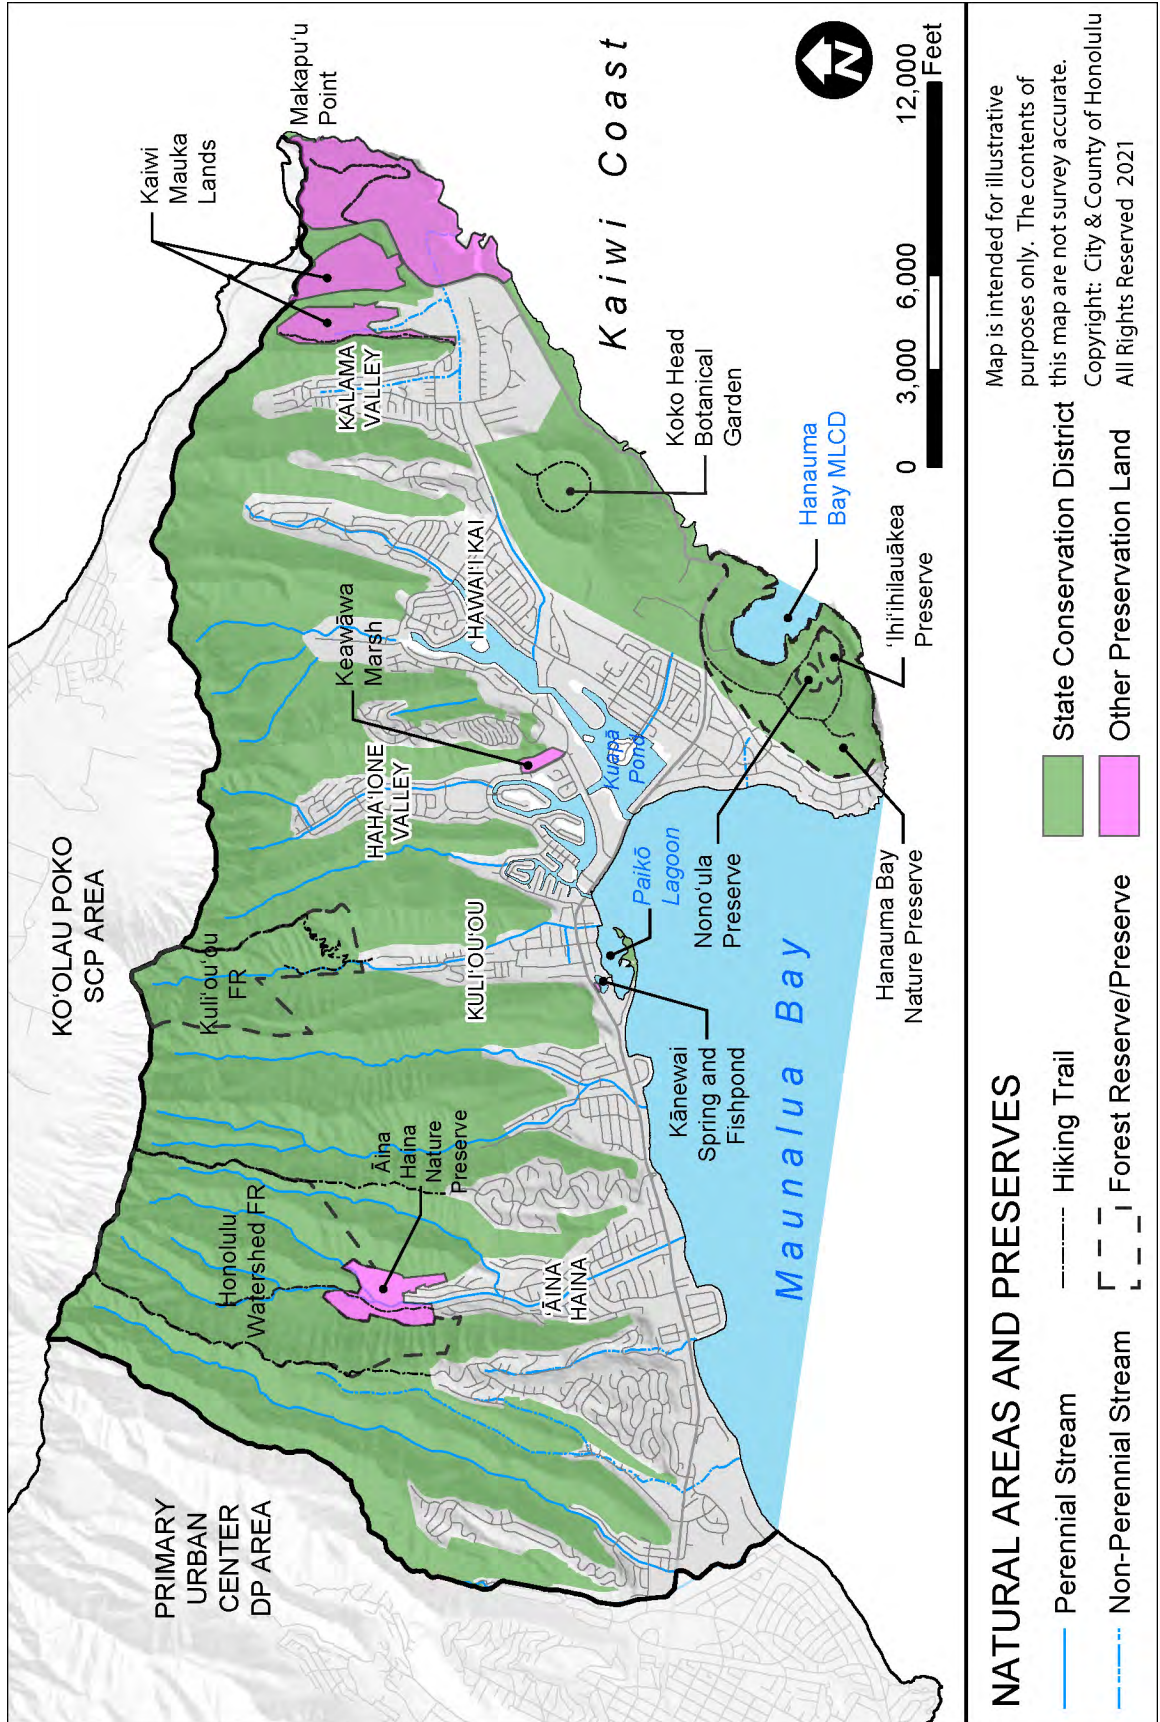 PRIMARY
URBAN
CENTER
DP AREA
KO‘OLAU POKO
SCP AREA
Honolulu
Watershed FR
Āina
Haina
Nature
Preserve
Kuli‘ou‘ou
FR
Keawāwa
Marsh
Kaiwi
Mauka
Lands
Makapu‘u
Point
‘ĀINA
HAINA
KULI‘OU‘OU
HAHA‘IONE
VALLEY
HAWAI‘I KAI
KALAMA
VALLEY
Kaiwi Coast
Koko Head
Botanical
Garden
Kuapā
Pond
Paikō
Lagoon
Kānewai
Spring and
Fishpond
Maunalua Bay
Nono‘ula
Preserve
Hanauma Bay
Nature Preserve
‘Ihi‘ihilauākea
Preserve
Hanauma
Bay MLCD
N
0 3,000 6,000 12,000
Feet
NATURAL AREAS AND PRESERVES
Perennial Stream
Non-Perennial Stream
Hiking Trail
Forest Reserve/Preserve
State Conservation District
Other Preservation Land
Map is intended for illustrative
purposes only. The contents of
this map are not survey accurate.
Copyright: City & County of Honolulu
All Rights Reserved 2021